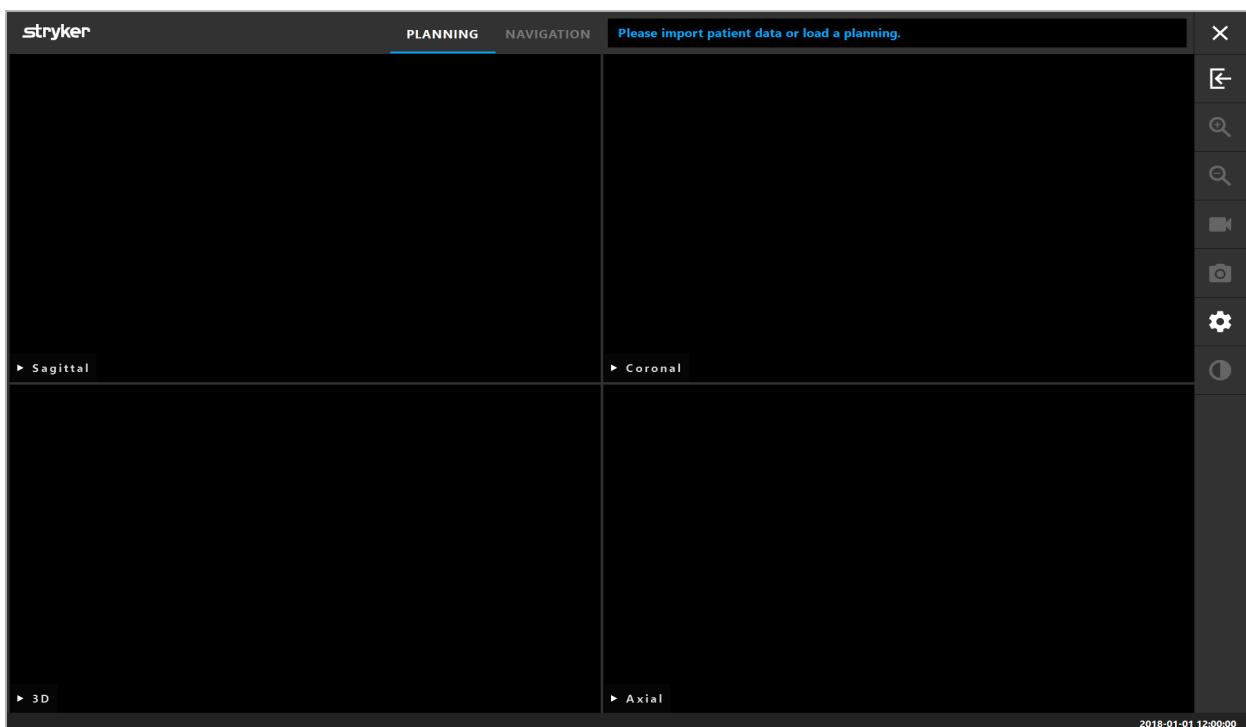 stryker
PLANNING NAVIGATION Please import patient data or load a planning.
Sagittal
Coronal
3D
Axial
2018-01-01 12:00:00